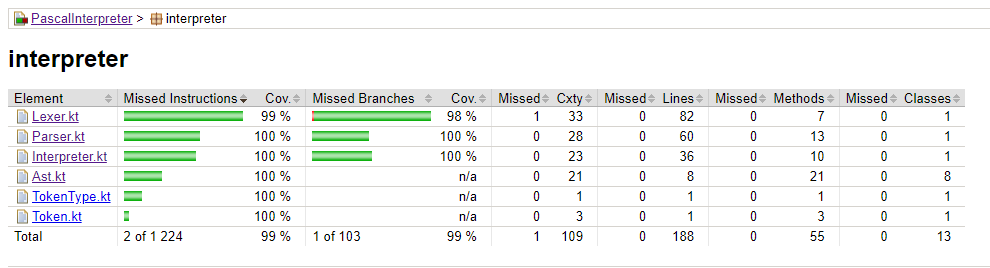 PascalInterpreter > interpreter
interpreter
Element Missed Instructions Cov. Missed Branches Cov. Missed Cxty Missed Lines Missed Methods Missed Classes
Lexer.kt 99 % 98 % 1 33 0 82 0 7 0 1
Parser.kt 100 % 100 % 0 28 0 60 0 13 0 1
Interpreter.kt 100 % 100 % 0 23 0 36 0 10 0 1
Ast.kt 100 % n/a 0 21 0 8 0 21 0 8
TokenType.kt 100 % n/a 0 1 0 1 0 1 0 1
Token.kt 100 % n/a 0 3 0 1 0 3 0 1
Total 2 of 1 224 99 % 1 of 103 99 % 1 109 0 188 0 55 0 13